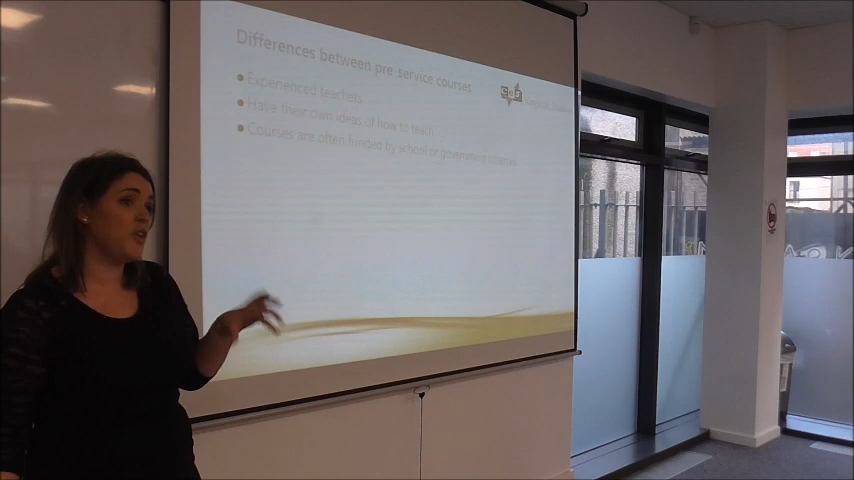 Differences between pre-service courses
Experienced teachers
Have their own ideas of how to teach
Courses are often funded by school or government courses